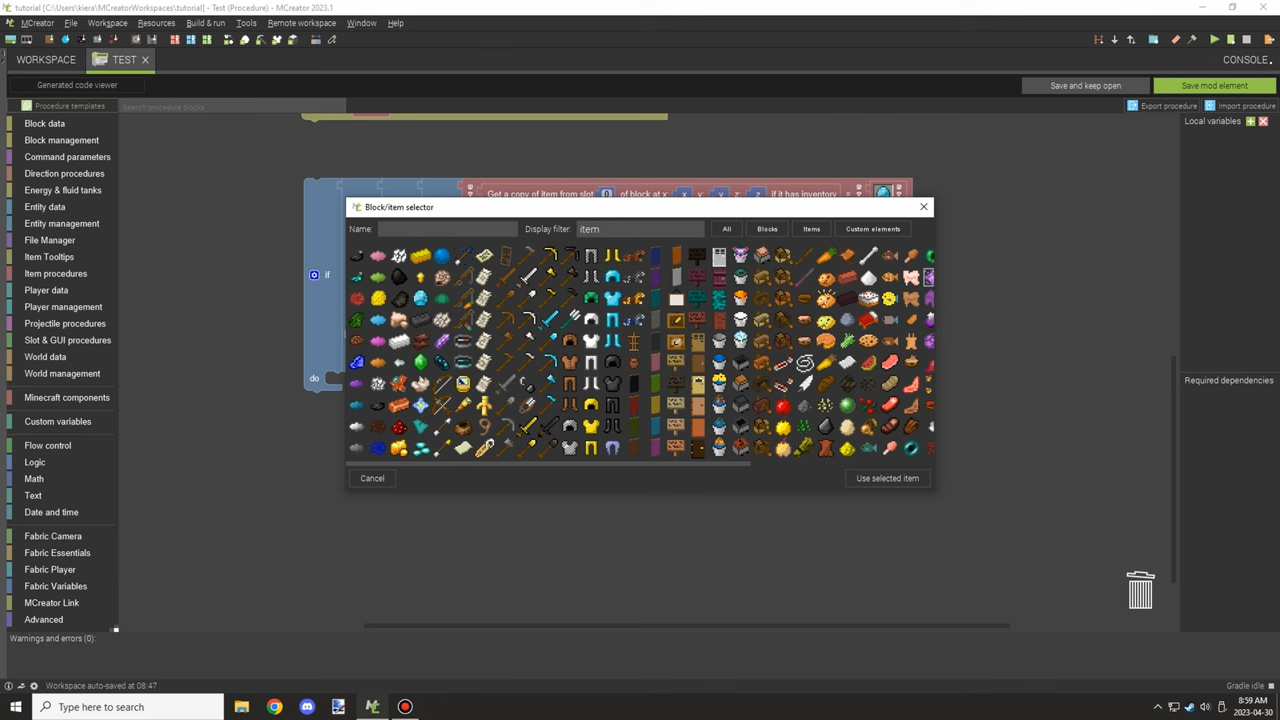 tutorial [C:\Users\kiera\MCreatorWorkspaces\tutorial] - Test (Procedure) - MCreator 2023.1
MCreator File Workspace Resources Build & run Tools Remote workspace Window Help
WORKSPACE TEST CONSOLE
Generated code viewer Save and keep open Save mod element
Procedure templates Search procedure blocks Export procedure Import procedure
Block data
Block management
Command parameters
Direction procedures
Energy & fluid tanks
Entity data
Entity management
File Manager
Item Tooltips
Item procedures
Player data
Player management
Projectile procedures
Slot & GUI procedures
World data
World management
Minecraft components
Custom variables
Flow control
Logic
Math
Text
Date and time
Fabric Camera
Fabric Essentials
Fabric Player
Fabric Variables
MCreator Link
Advanced
Local variables
Required dependencies
Get a copy of item from slot 0 of block at x: x y: y z: z if it has inventory =
if
do
Block/item selector
Name: Display filter: item All Blocks Items Custom elements
Cancel Use selected item
Warnings and errors (0):
Workspace auto-saved at 08:47 Gradle idle
Type here to search
8:59 AM
2023-04-30